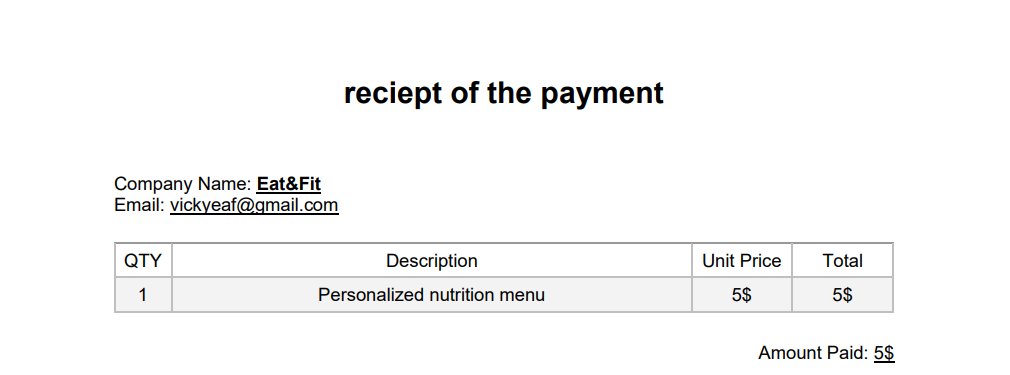 reciept of the payment
Company Name: Eat&Fit
Email: vickyeaf@gmail.com
QTY Description Unit Price Total
1 Personalized nutrition menu 5$ 5$
Amount Paid: 5$